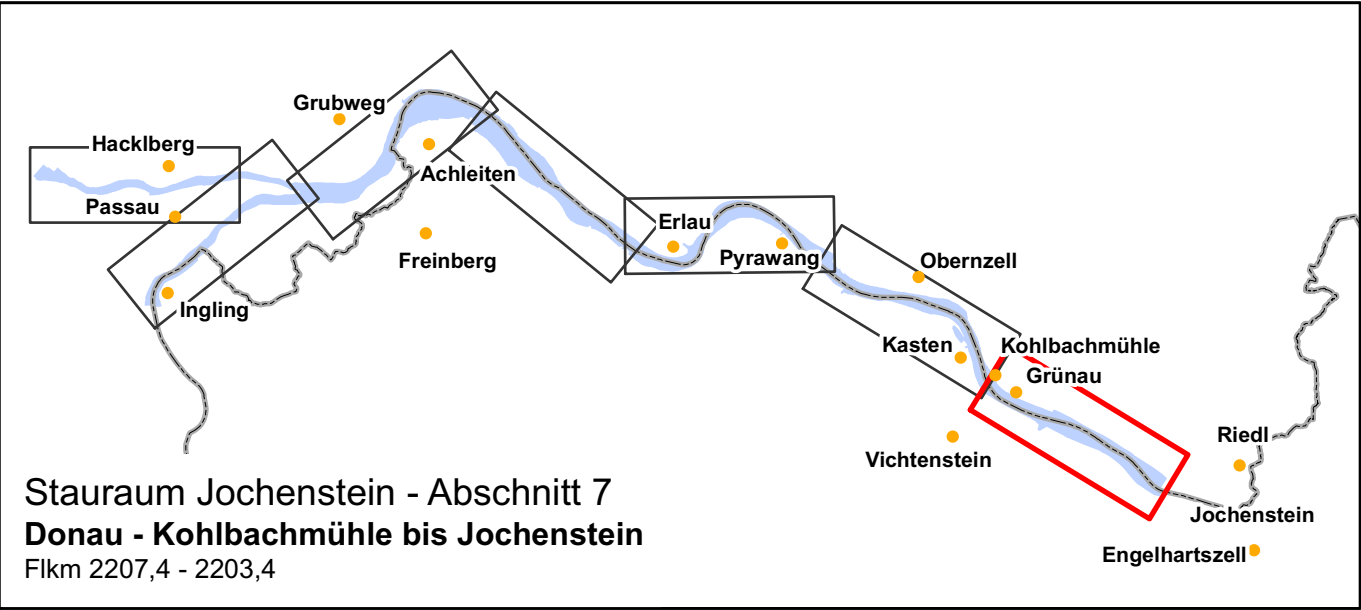 Grubweg
Hacklberg
Achleiten
Passau
Erlau
Freinberg
Pyrawang
Obernzell
Ingling
Kasten
Kohlbachmühle
Grünau
Vichtenstein
Riedl
Jochenstein
Engelhartszell
Stauraum Jochenstein - Abschnitt 7
Donau - Kohlbachmühle bis Jochenstein
Flkm 2207,4 - 2203,4